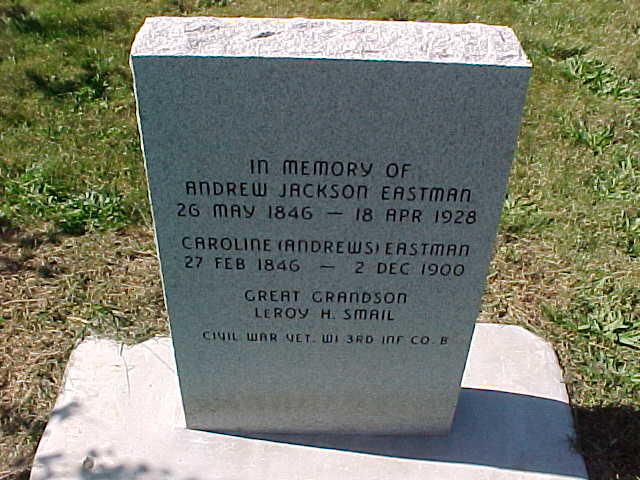 IN MEMORY OF
ANDREW JACKSON EASTMAN
26 MAY 1846 — 18 APR 1928
CAROLINE (ANDREWS) EASTMAN
27 FEB 1846 — 2 DEC 1900
GREAT GRANDSON
LEROY H. SMAIL
CIVIL WAR VET. WI 3RD INF CO. B